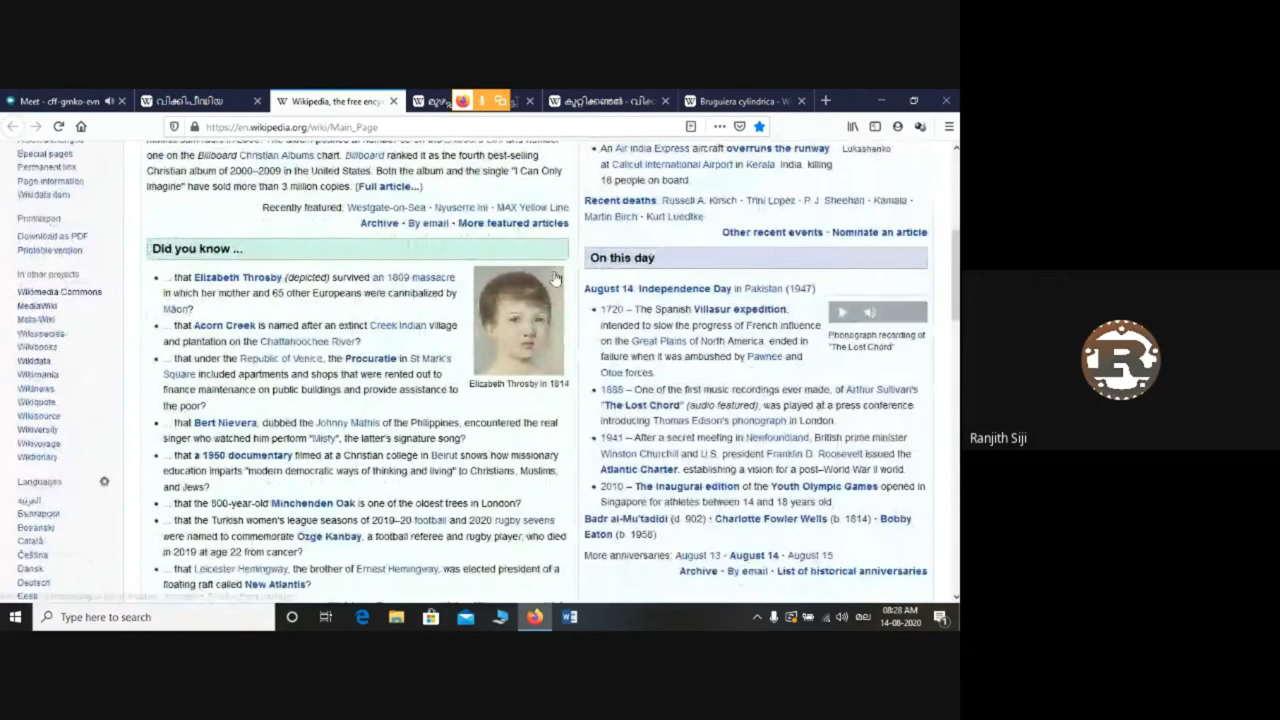 Meet - cff-gmko-evn
വിക്കിപീഡിയ
Wikipedia, the free ency
കുറ്റിക്കണ്ടൽ - വിക
Bruguiera cylindrica - W
https://en.wikipedia.org/wiki/Main_Page
Special pages
Permanent link
Page information
Wikidata item
Print/export
Download as PDF
Printable version
In other projects
Wikimedia Commons
MediaWiki
Meta-Wiki
Wikispecies
Wikibooks
Wikidata
Wikimania
Wikinews
Wikiquote
Wikisource
Wikiversity
Wikivoyage
Wiktionary
Languages
العربية
Български
Bosanski
Català
Čeština
Dansk
Deutsch
Eesti
one on the Billboard Christian Albums chart. Billboard ranked it as the fourth best-selling
Christian album of 2000–2009 in the United States. Both the album and the single "I Can Only
Imagine" have sold more than 3 million copies. (Full article...)
Recently featured: Westgate-on-Sea · Nyuserre Ini · MAX Yellow Line
Archive · By email · More featured articles
Did you know ...
... that Elizabeth Throsby (depicted) survived an 1809 massacre
in which her mother and 65 other Europeans were cannibalized by
Māori?
... that Acorn Creek is named after an extinct Creek Indian village
and plantation on the Chattahoochee River?
... that under the Republic of Venice, the Procuratie in St Mark's
Square included apartments and shops that were rented out to
finance maintenance on public buildings and provide assistance to
the poor?
Elizabeth Throsby in 1814
... that Bert Nievera, dubbed the Johnny Mathis of the Philippines, encountered the real
singer who watched him perform "Misty", the latter's signature song?
... that a 1950 documentary filmed at a Christian college in Beirut shows how missionary
education imparts "modern democratic ways of thinking and living" to Christians, Muslims,
and Jews?
... that the 500-year-old Minchenden Oak is one of the oldest trees in London?
... that the Turkish women's league seasons of 2019–20 football and 2020 rugby sevens
were named to commemorate Özge Kanbay, a football referee and rugby player, who died
in 2019 at age 22 from cancer?
... that Leicester Hemingway, the brother of Ernest Hemingway, was elected president of a
floating raft called New Atlantis?
An Air India Express aircraft overruns the runway
at Calicut International Airport in Kerala, India, killing
18 people on board.
Lukashenko
Recent deaths: Russell A. Kirsch · Trini Lopez · P. J. Sheehan · Kamala ·
Martin Birch · Kurt Luedtke
Other recent events · Nominate an article
On this day
August 14: Independence Day in Pakistan (1947)
1720 – The Spanish Villasur expedition,
intended to slow the progress of French influence
on the Great Plains of North America, ended in
failure when it was ambushed by Pawnee and
Otoe forces.
Phonograph recording of
"The Lost Chord"
1888 – One of the first music recordings ever made, of Arthur Sullivan's
"The Lost Chord" (audio featured), was played at a press conference
introducing Thomas Edison's phonograph in London.
1941 – After a secret meeting in Newfoundland, British prime minister
Winston Churchill and U.S. president Franklin D. Roosevelt issued the
Atlantic Charter, establishing a vision for a post–World War II world.
2010 – The inaugural edition of the Youth Olympic Games opened in
Singapore for athletes between 14 and 18 years old.
Badr al-Mu'tadidi (d. 902) · Charlotte Fowler Wells (b. 1814) · Bobby
Eaton (b. 1958)
More anniversaries: August 13 · August 14 · August 15
Archive · By email · List of historical anniversaries
Type here to search
മല
08:28 AM
14-08-2020
1
Ranjith Siji